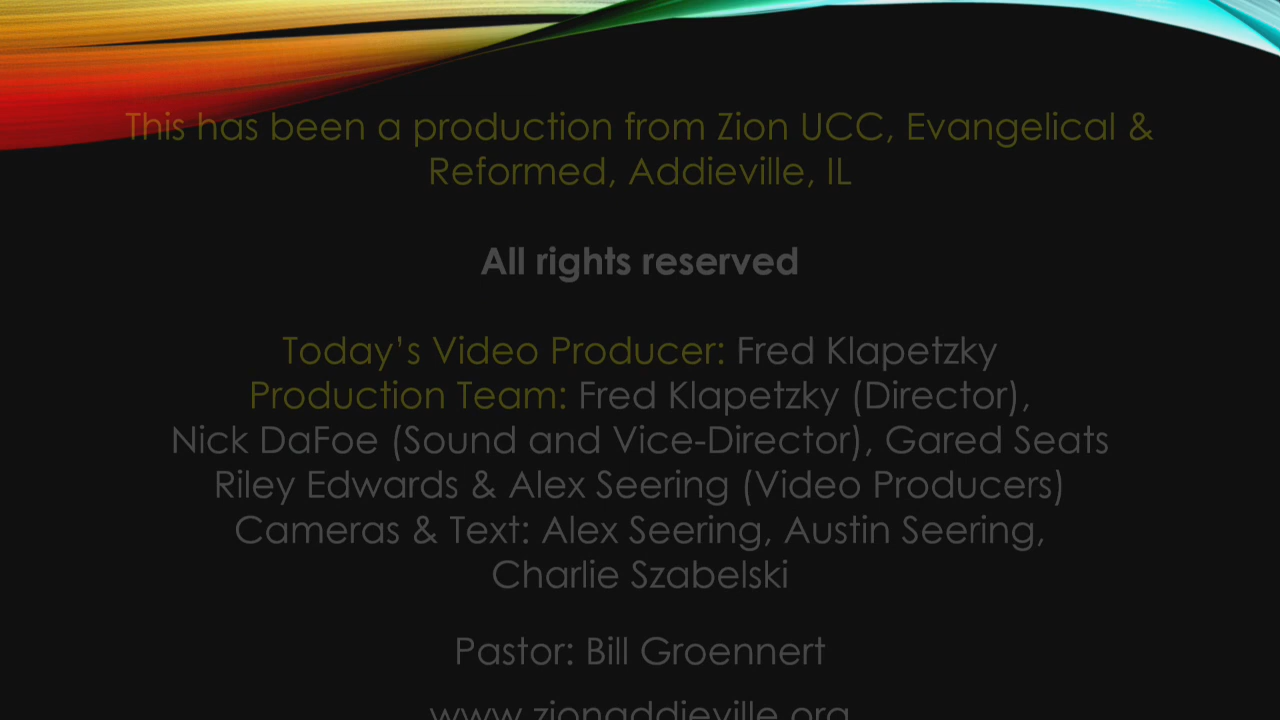 This has been a production from Zion UCC, Evangelical &
Reformed, Addieville, IL
All rights reserved
Today’s Video Producer: Fred Klapetzky
Production Team: Fred Klapetzky (Director),
Nick DaFoe (Sound and Vice-Director), Gared Seats
Riley Edwards & Alex Seering (Video Producers)
Cameras & Text: Alex Seering, Austin Seering,
Charlie Szabelski
Pastor: Bill Groennert
www.zionaddieville.org